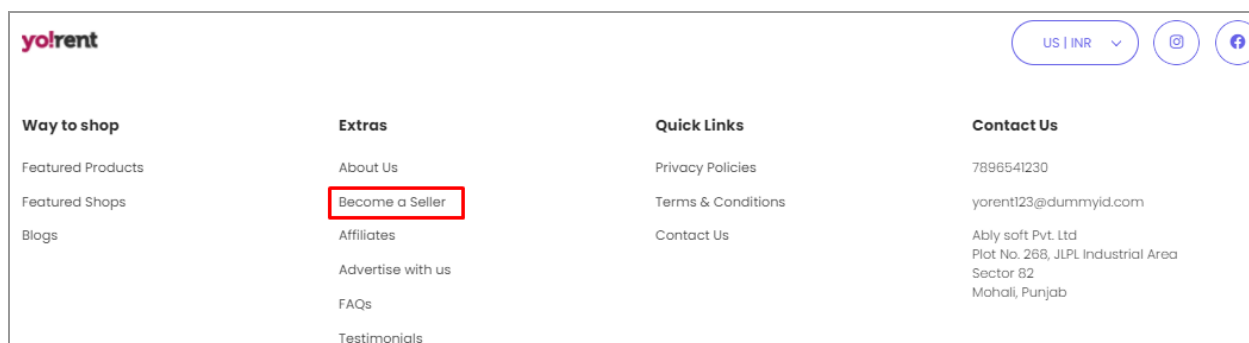 yo!rent
US | INR
Way to shop
Featured Products
Featured Shops
Blogs
Extras
About Us
Become a Seller
Affiliates
Advertise with us
FAQs
Testimonials
Quick Links
Privacy Policies
Terms & Conditions
Contact Us
Contact Us
7896541230
yorent123@dummyid.com
Ably soft Pvt. Ltd
Plot No. 268, JLPL Industrial Area
Sector 82
Mohali, Punjab